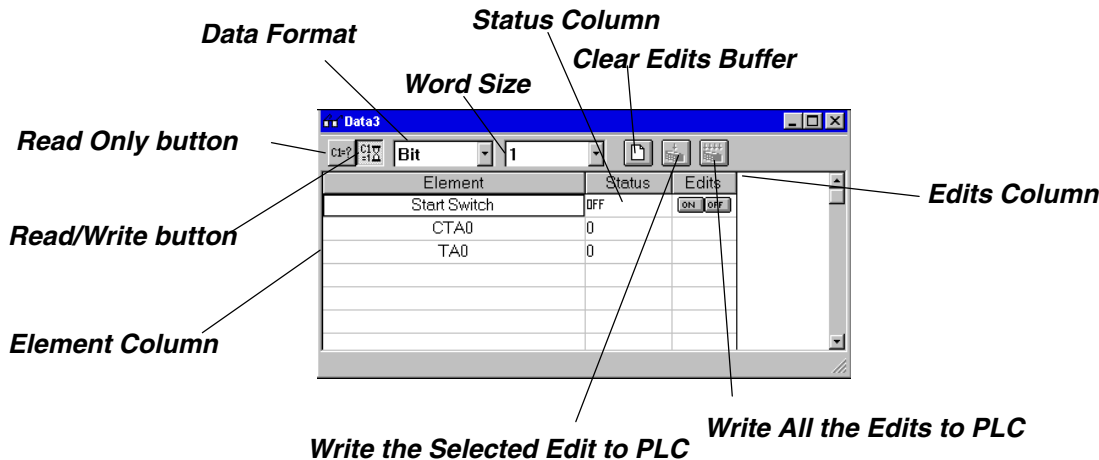 Status Column
Data Format
Clear Edits Buffer
Word Size
Data3
Read Only button
C1=? C1 =1 Bit 1
Element Status Edits
Edits Column
Start Switch OFF ON OFF
Read/Write button
CTA0 0
TA0 0
Element Column
Write All the Edits to PLC
Write the Selected Edit to PLC